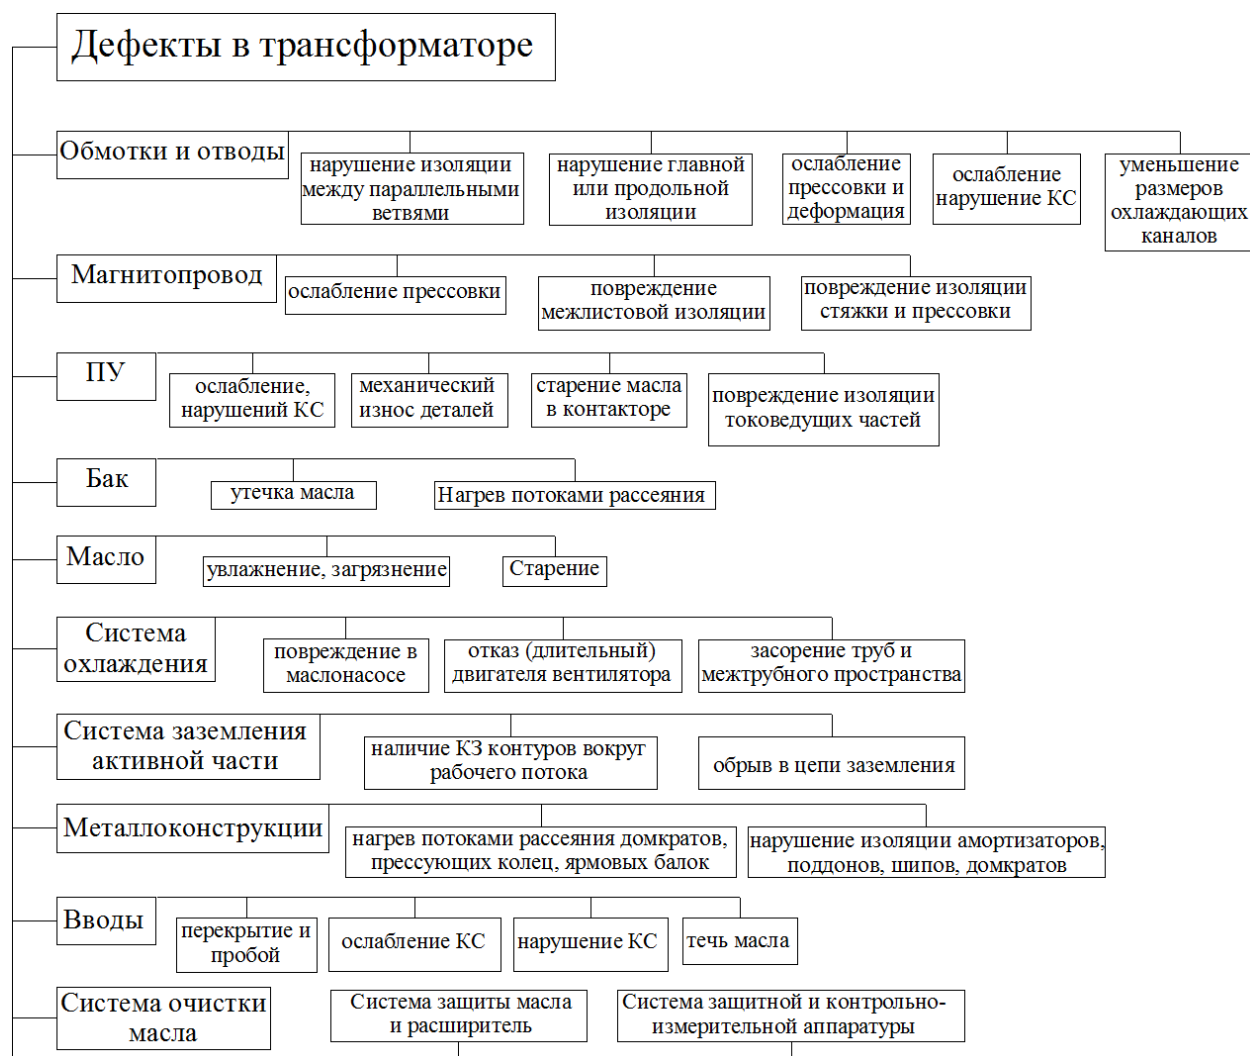 Дефекты в трансформаторе
Обмотки и отводы
нарушение изоляции
между параллельными
ветвями
нарушение главной
или продольной
изоляции
ослабление
прессовки и
деформация
ослабление
нарушение КС
уменьшение
размеров
охлаждающих
каналов
Магнитопровод
ослабление прессовки
повреждение
межлистовой изоляции
повреждение изоляции
стяжки и прессовки
ПУ
ослабление,
нарушений КС
механический
износ деталей
старение масла
в контакторе
повреждение изоляции
токоведущих частей
Бак
утечка масла
Нагрев потоками рассеяния
Масло
увлажнение, загрязнение
Старение
Система
охлаждения
повреждение в
маслонасосе
отказ (длительный)
двигателя вентилятора
засорение труб и
межтрубного пространства
Система заземления
активной части
наличие КЗ контуров вокруг
рабочего потока
обрыв в цепи заземления
Металлоконструкции
нагрев потоками рассеяния домкратов,
прессующих колец, ярмовых балок
нарушение изоляции амортизаторов,
поддонов, шипов, домкратов
Вводы
перекрытие и
пробой
ослабление КС
нарушение КС
течь масла
Система очистки
масла
Система защиты масла
и расширитель
Система защитной и контрольно-
измерительной аппаратуры